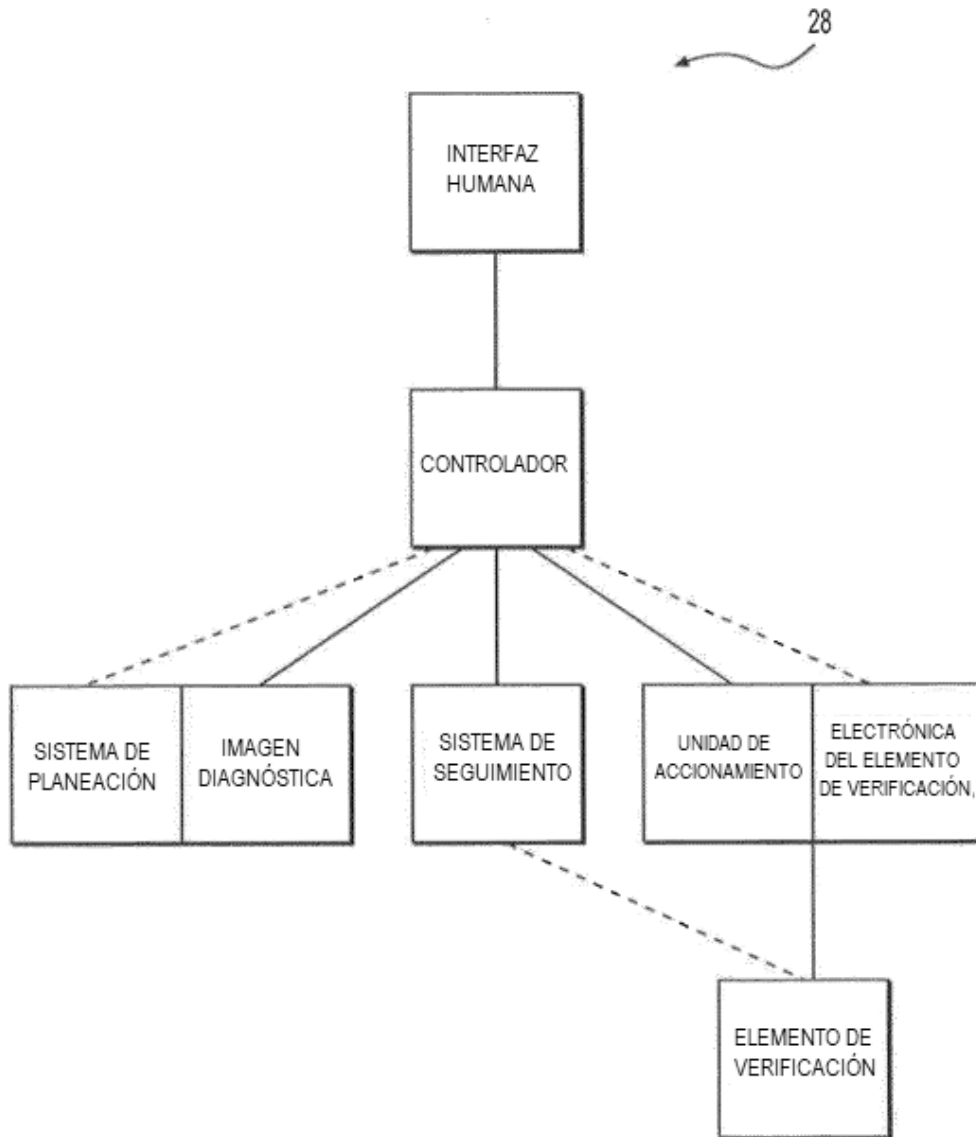 28
INTERFAZ
HUMANA
CONTROLADOR
SISTEMA DE
PLANEACIÓN
IMAGEN
DIAGNÓSTICA
SISTEMA DE
SEGUIMIENTO
UNIDAD DE
ACCIONAMIENTO
ELECTRÓNICA
DEL ELEMENTO
DE VERIFICACIÓN,
ELEMENTO DE
VERIFICACIÓN